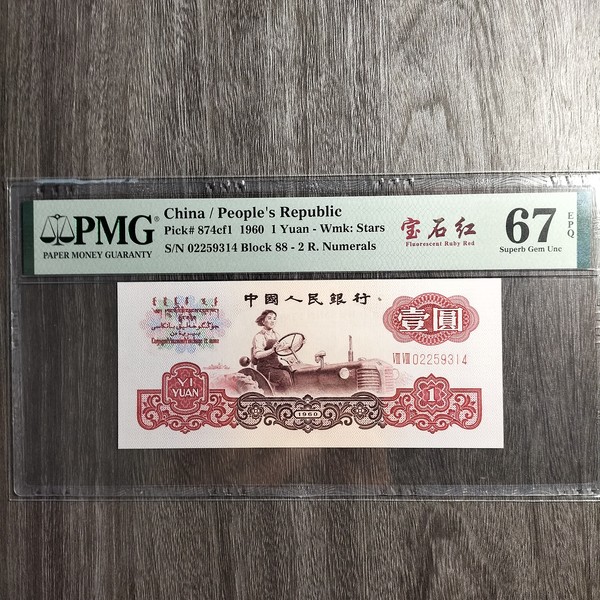 PMG®
PAPER MONEY GUARANTY
China / People's Republic
Pick# 874cf1 1960 1 Yuan - Wmk: Stars
S/N 02259314 Block 88 - 2 R. Numerals
宝石红
Fluorescent Ruby Red
67
EPQ
Superb Gem Unc
中國人民銀行
壹圓
VIII VIII 02259314
YI
YUAN
1960
1